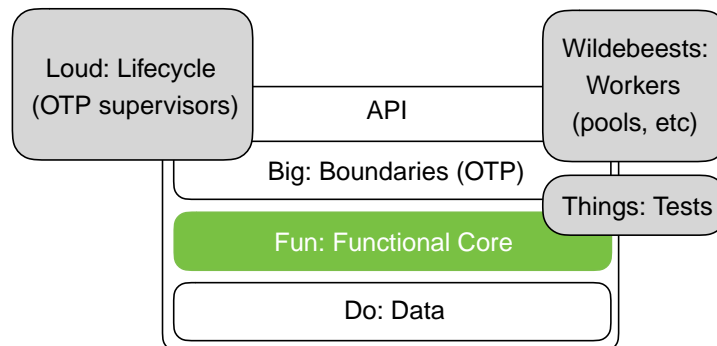 Loud: Lifecycle
(OTP supervisors)
Wildebeests:
Workers
(pools, etc)
API
Big: Boundaries (OTP)
Things: Tests
Fun: Functional Core
Do: Data